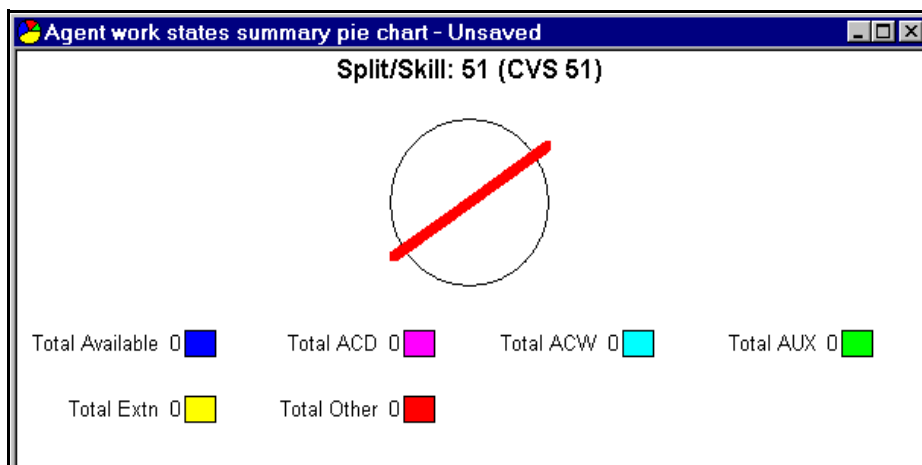 Agent work states summary pie chart - Unsaved
Split/Skill: 51 (CVS 51)
Total Available 0 Total ACD 0 Total ACW 0 Total AUX 0
Total Extn 0 Total Other 0